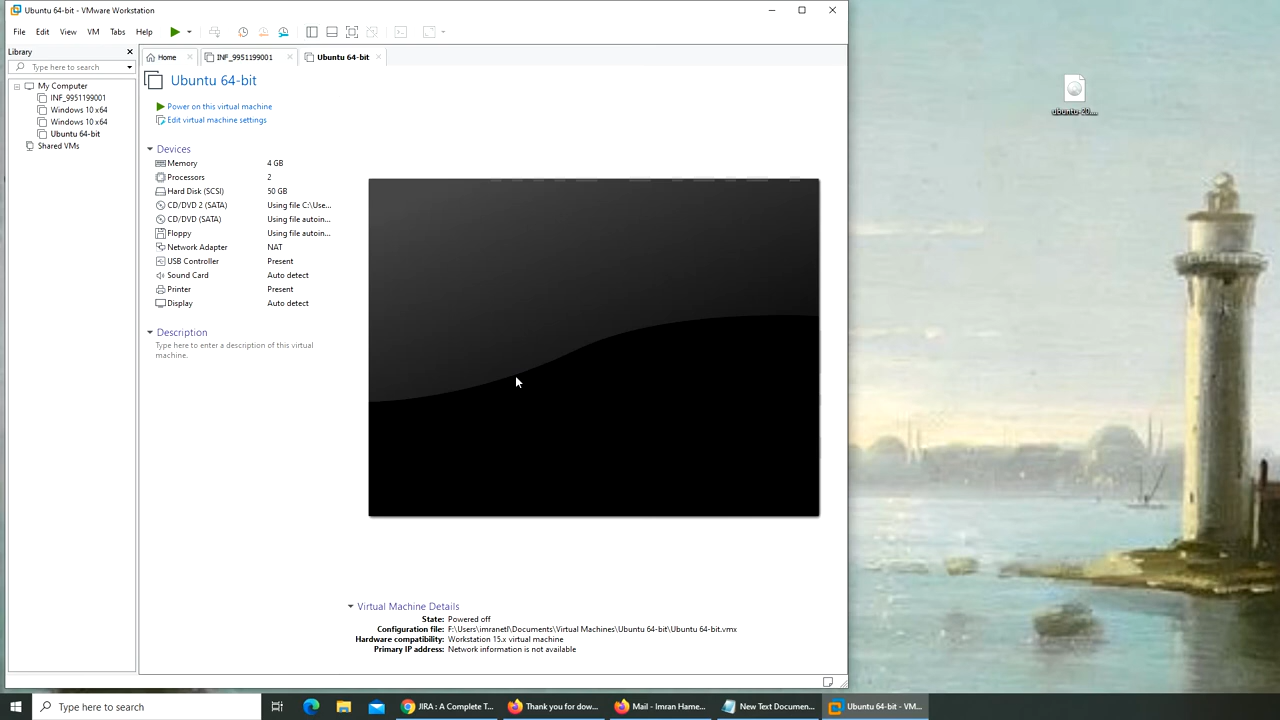 Ubuntu 64-bit - VMware Workstation
File Edit View VM Tabs Help
Library
Type here to search
My Computer
INF_9951199001
Windows 10 x64
Windows 10 x64
Ubuntu 64-bit
Shared VMs
Home INF_9951199001 Ubuntu 64-bit
Ubuntu 64-bit
Power on this virtual machine
Edit virtual machine settings
Devices
Memory 4 GB
Processors 2
Hard Disk (SCSI) 50 GB
CD/DVD 2 (SATA) Using file C:\Use...
CD/DVD (SATA) Using file autoin...
Floppy Using file autoin...
Network Adapter NAT
USB Controller Present
Sound Card Auto detect
Printer Present
Display Auto detect
Description
Type here to enter a description of this virtual
machine.
Virtual Machine Details
State: Powered off
Configuration file: F:\Users\imranetl\Documents\Virtual Machines\Ubuntu 64-bit\Ubuntu 64-bit.vmx
Hardware compatibility: Workstation 15.x virtual machine
Primary IP address: Network information is not available
ubuntu-20....
Type here to search
JIRA : A Complete T...
Thank you for dow...
Mail - Imran Hame...
New Text Documen...
Ubuntu 64-bit - VM...